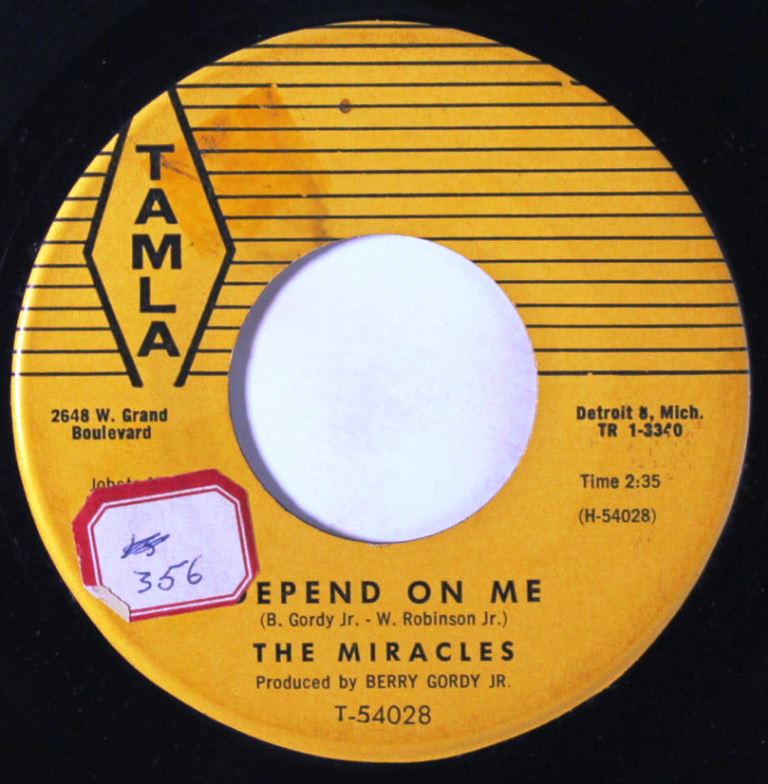 TAMLA
2648 W. Grand
Boulevard
Detroit 8, Mich.
TR 1-3340
Time 2:35
(H-54028)
356
DEPEND ON ME
(B. Gordy Jr. - W. Robinson Jr.)
THE MIRACLES
Produced by BERRY GORDY JR.
T-54028